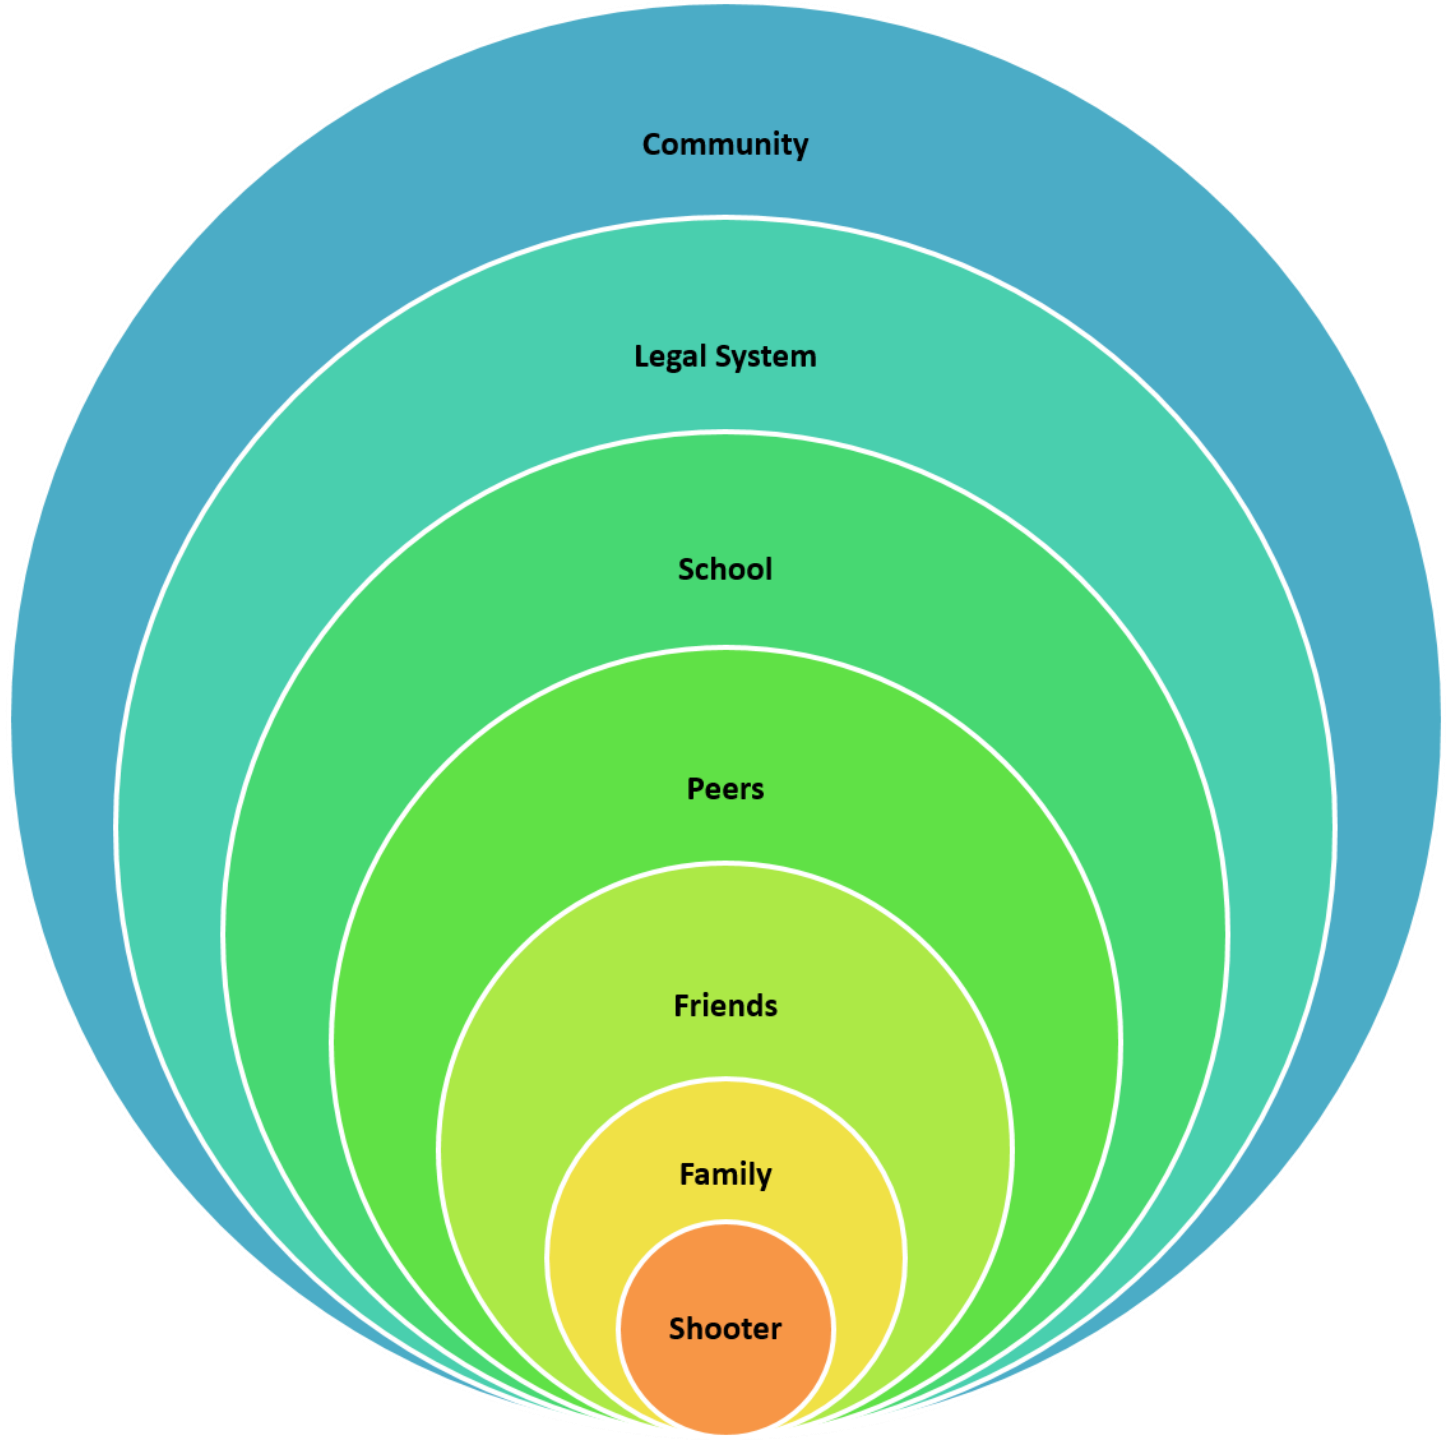 Community
Legal System
School
Peers
Friends
Family
Shooter